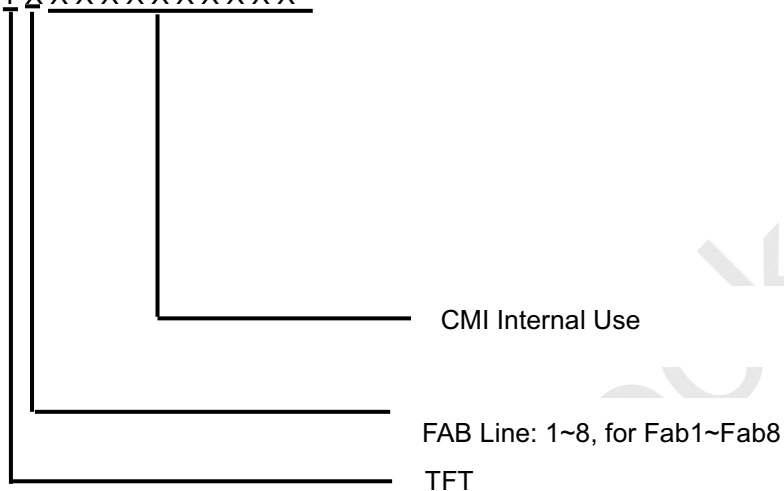 T X X X X X X X X X X X
CMI Internal Use
FAB Line: 1~8, for Fab1~Fab8
TFT